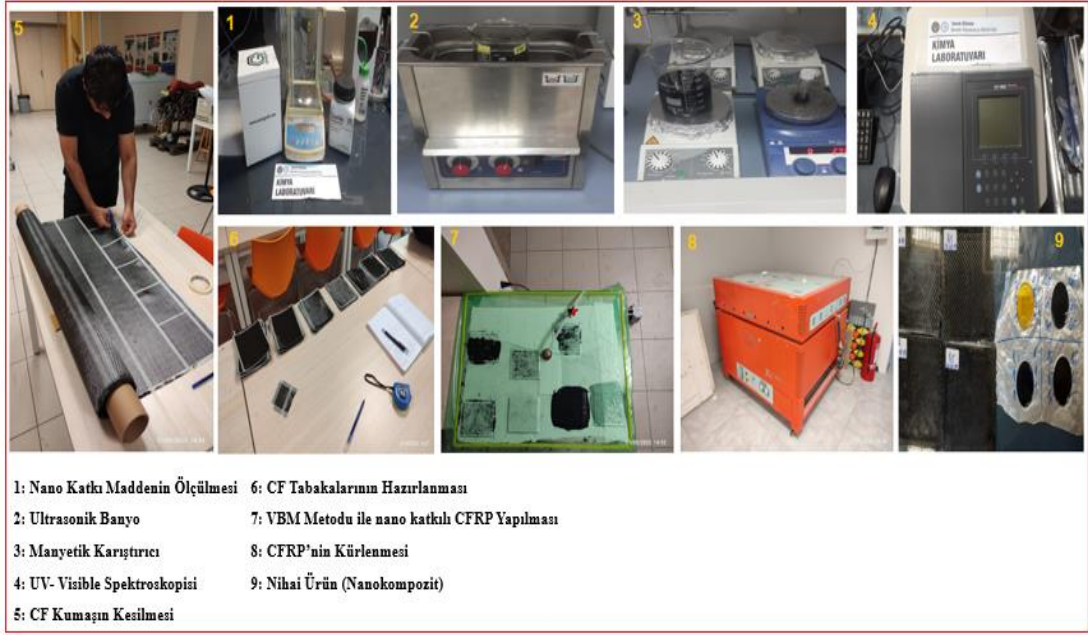 5
1
2
3
4
KİMYA
LABORATUVARI
KİMYA
LABORATUVARI
6
7
8
9
1: Nano Katkı Maddenin Ölçülmesi
2: Ultrasonik Banyo
3: Manyetik Karıştırıcı
4: UV- Visible Spektroskopisi
5: CF Kumaşın Kesilmesi
6: CF Tabakalarının Hazırlanması
7: VBM Metodu ile nano katkılı CFRP Yapılması
8: CFRP’nin Kürlenmesi
9: Nihai Ürün (Nanokompozit)